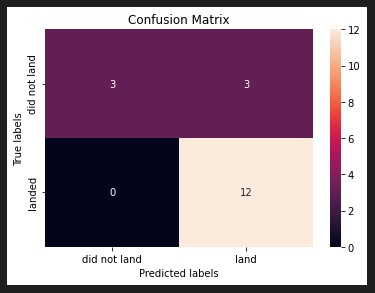 Confusion Matrix
True labels
did not land
landed
3
3
0
12
did not land
land
Predicted labels
12
10
8
6
4
2
0